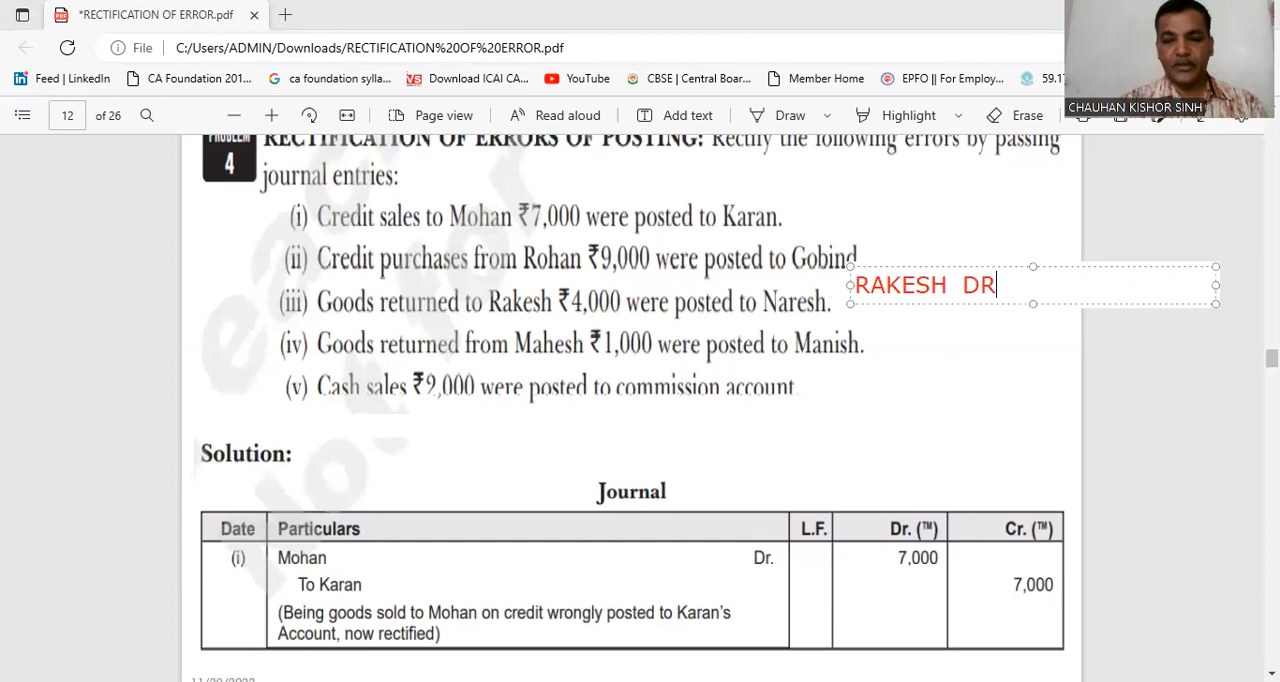 *RECTIFICATION OF ERROR.pdf
File C:/Users/ADMIN/Downloads/RECTIFICATION%20OF%20ERROR.pdf
Feed | LinkedIn CA Foundation 201... ca foundation sylla... Download ICAI CA... YouTube CBSE | Central Boar... Member Home EPFO || For Employ... 59.1
CHAUHAN KISHOR SINH
12 of 26 Page view Read aloud Add text Draw Highlight Erase
PROBLEM 4 RECTIFICATION OF ERRORS OF POSTING: Rectify the following errors by passing
journal entries:
(i) Credit sales to Mohan ₹7,000 were posted to Karan.
(ii) Credit purchases from Rohan ₹9,000 were posted to Gobind
RAKESH DR
(iii) Goods returned to Rakesh ₹4,000 were posted to Naresh.
(iv) Goods returned from Mahesh ₹1,000 were posted to Manish.
(v) Cash sales ₹2,000 were posted to commission account
Solution:
Journal
Date Particulars L.F. Dr. (™) Cr. (™)
(i) Mohan Dr. 7,000
To Karan 7,000
(Being goods sold to Mohan on credit wrongly posted to Karan's
Account, now rectified)